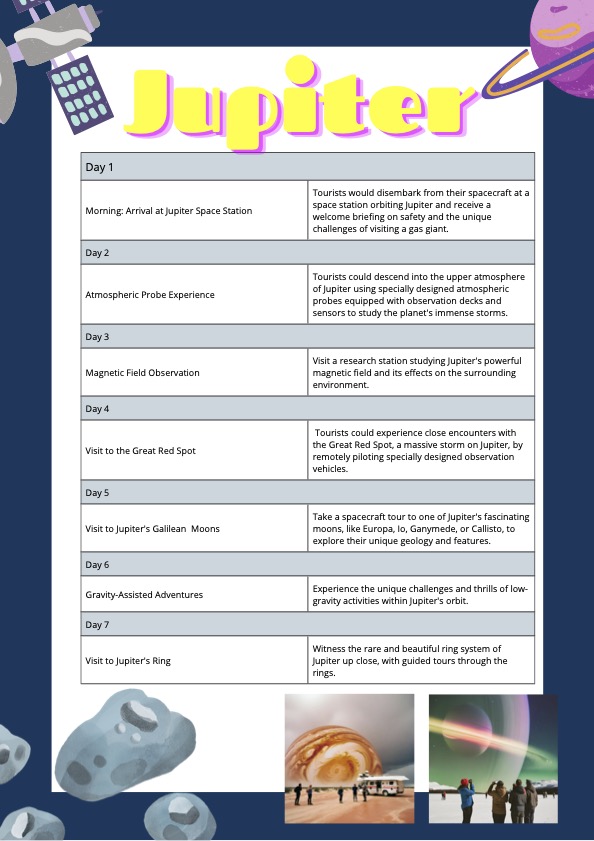 Jupiter
Day 1
Morning: Arrival at Jupiter Space Station
Tourists would disembark from their spacecraft at a
space station orbiting Jupiter and receive a
welcome briefing on safety and the unique
challenges of visiting a gas giant.
Day 2
Atmospheric Probe Experience
Tourists could descend into the upper atmosphere
of Jupiter using specially designed atmospheric
probes equipped with observation decks and
sensors to study the planet's immense storms.
Day 3
Magnetic Field Observation
Visit a research station studying Jupiter's powerful
magnetic field and its effects on the surrounding
environment.
Day 4
Visit to the Great Red Spot
Tourists could experience close encounters with
the Great Red Spot, a massive storm on Jupiter, by
remotely piloting specially designed observation
vehicles.
Day 5
Visit to Jupiter's Galilean  Moons
Take a spacecraft tour to one of Jupiter's fascinating
moons, like Europa, Io, Ganymede, or Callisto, to
explore their unique geology and features.
Day 6
Gravity-Assisted Adventures
Experience the unique challenges and thrills of low-
gravity activities within Jupiter's orbit.
Day 7
Visit to Jupiter's Ring
Witness the rare and beautiful ring system of
Jupiter up close, with guided tours through the
rings.